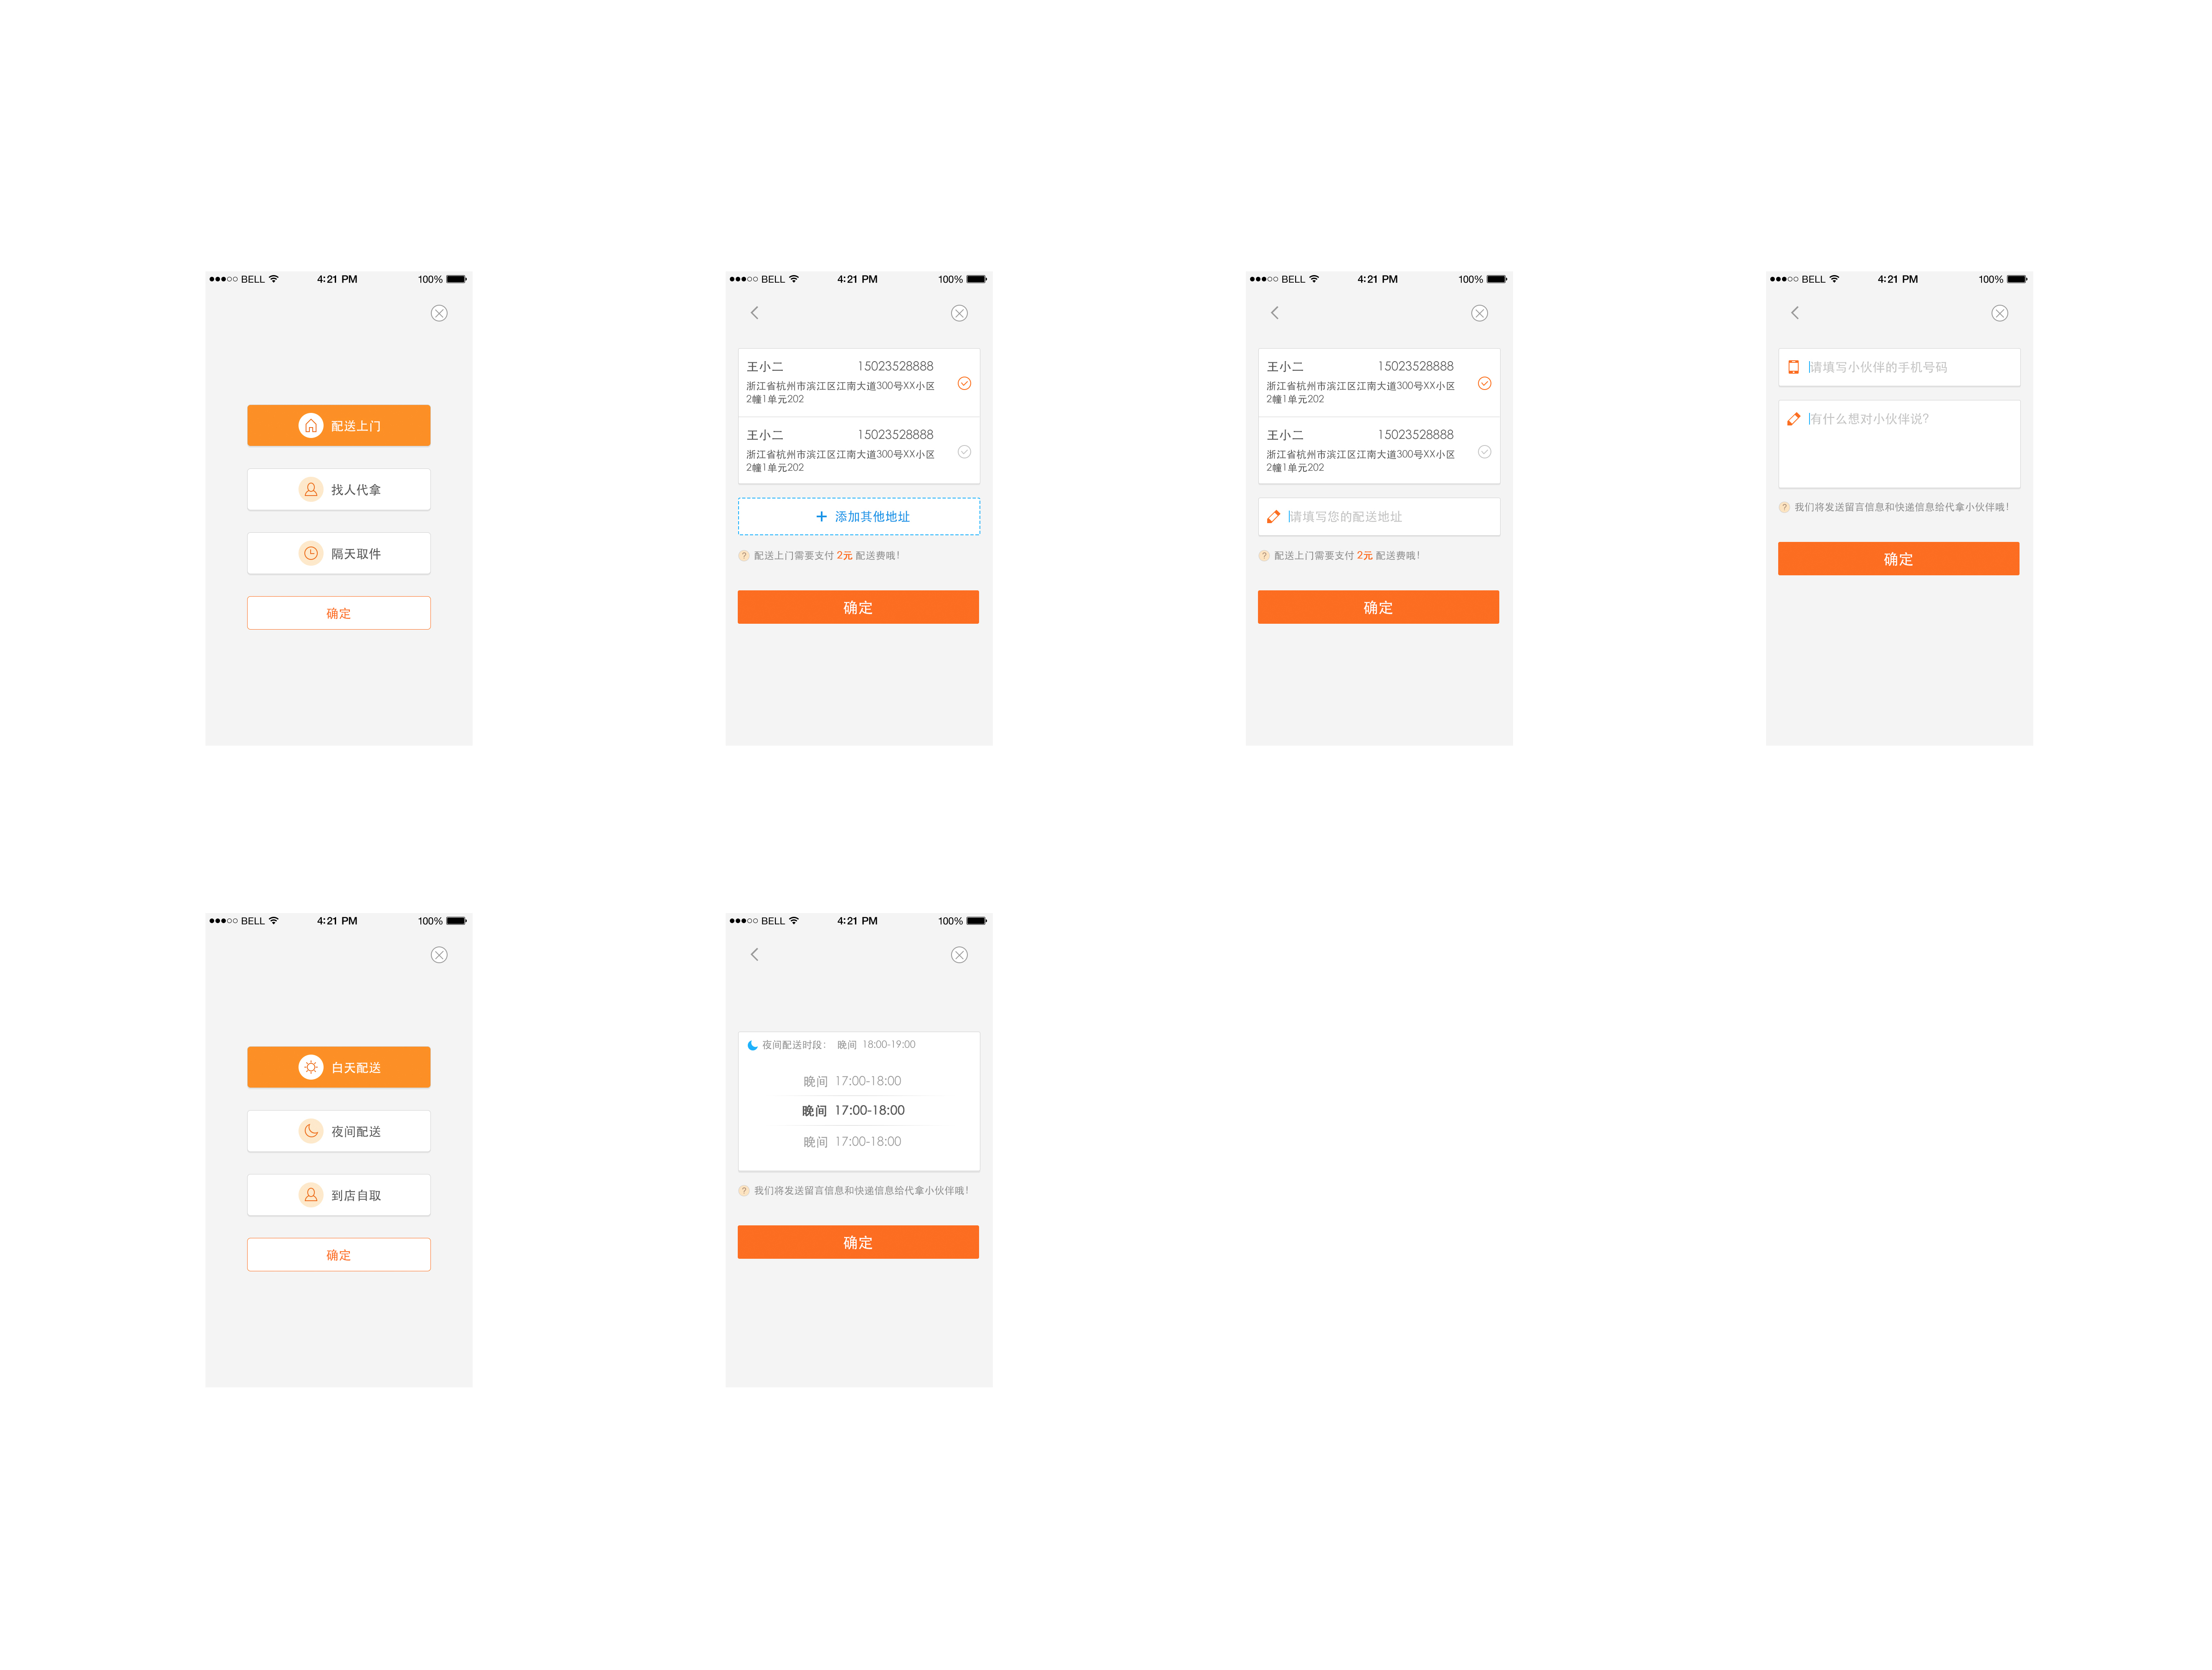 BELL 4:21 PM 100%
配送上门
找人代拿
隔天取件
确定
BELL 4:21 PM 100%
王小二 15023528888
浙江省杭州市滨江区江南大道300号XX小区
2幢1单元202
王小二 15023528888
浙江省杭州市滨江区江南大道300号XX小区
2幢1单元202
+ 添加其他地址
? 配送上门需要支付 2元 配送费哦!
确定
BELL 4:21 PM 100%
王小二 15023528888
浙江省杭州市滨江区江南大道300号XX小区
2幢1单元202
王小二 15023528888
浙江省杭州市滨江区江南大道300号XX小区
2幢1单元202
请填写您的配送地址
? 配送上门需要支付 2元 配送费哦!
确定
BELL 4:21 PM 100%
请填写小伙伴的手机号码
有什么想对小伙伴说?
? 我们将发送留言信息和快递信息给代拿小伙伴哦!
确定
BELL 4:21 PM 100%
白天配送
夜间配送
到店自取
确定
BELL 4:21 PM 100%
夜间配送时段: 晚间 18:00-19:00
晚间 17:00-18:00
晚间 17:00-18:00
晚间 17:00-18:00
? 我们将发送留言信息和快递信息给代拿小伙伴哦!
确定